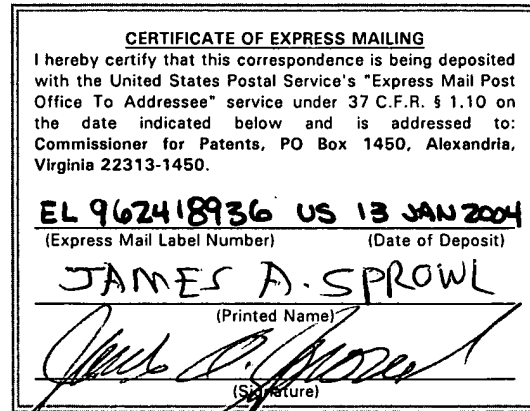 CERTIFICATE OF EXPRESS MAILING
I hereby certify that this correspondence is being deposited
with the United States Postal Service's "Express Mail Post
Office To Addressee" service under 37 C.F.R. § 1.10 on
the date indicated below and is addressed to:
Commissioner for Patents, PO Box 1450, Alexandria,
Virginia 22313-1450.
EL 962418936 US 13 JAN 2004
(Express Mail Label Number) (Date of Deposit)
JAMES A. SPROWL
(Printed Name)
James A. Sprowl
(Signature)